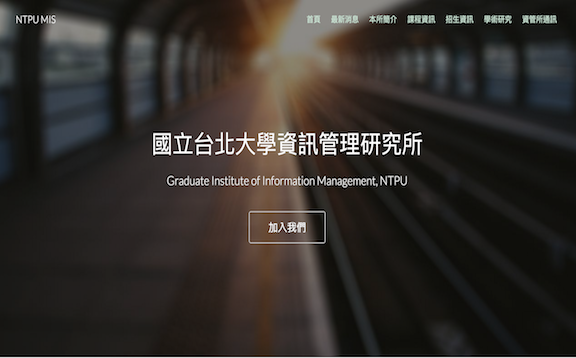 NTPU MIS
首頁 最新消息 本所簡介 課程資訊 招生資訊 學術研究 資管所通訊
國立台北大學資訊管理研究所
Graduate Institute of Information Management, NTPU
加入我們